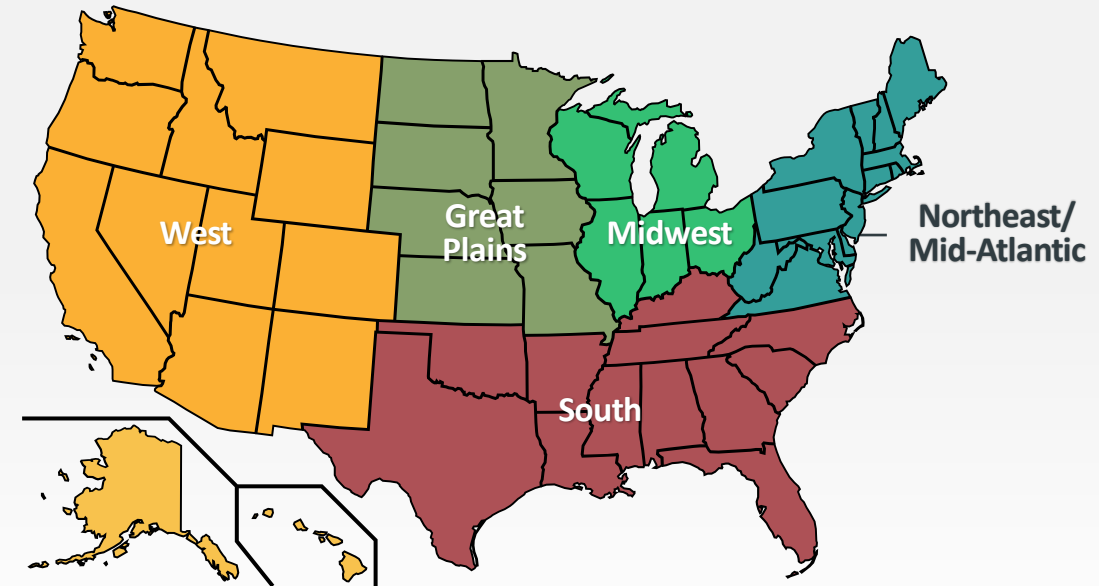 West
Great
Plains
Midwest
Northeast/
Mid-Atlantic
South